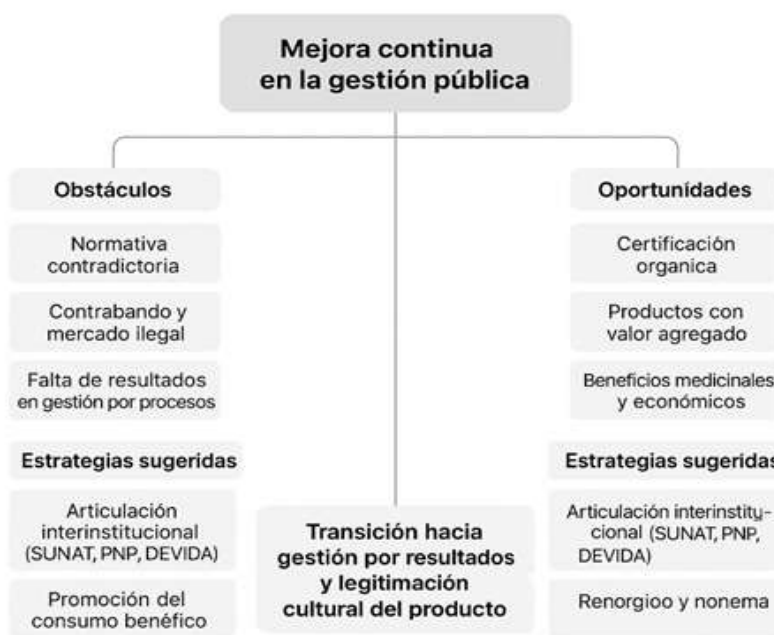 Mejora continua
en la gestión pública
Obstáculos
Normativa
contradictoria
Contrabando y
mercado ilegal
Falta de resultados
en gestión por procesos
Estrategias sugeridas
Articulación
interinstitucional
(SUNAT, PNP, DEVIDA)
Promoción del
consumo benéfico
Transición hacia
gestión por resultados
y legitimación
cultural del producto
Oportunidades
Certificación
organica
Productos con
valor agregado
Beneficios medicinales
y económicos
Estrategias sugeridas
Articulación interinstitu-
cional (SUNAT, PNP,
DEVIDA)
Renorgioo y nonema